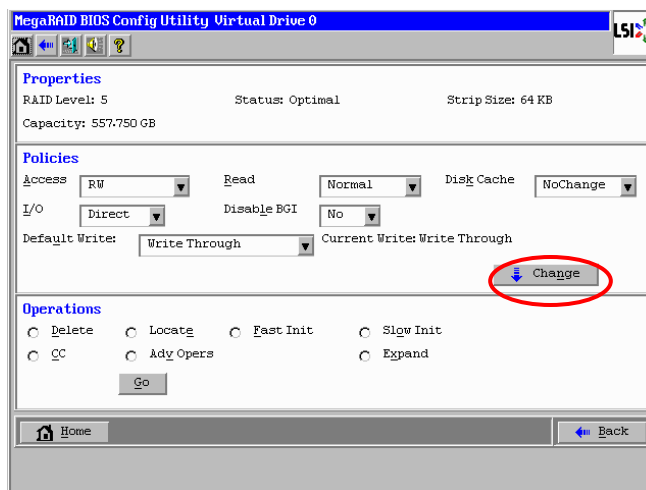 MegaRAID BIOS Config Utility Virtual Drive 0
LSI
Properties
RAID Level: 5 Status: Optimal Strip Size: 64 KB
Capacity: 557.750 GB
Policies
Access RW Read Normal Disk Cache NoChange
I/O Direct Disable BGI No
Default Write: Write Through Current Write: Write Through
Change
Operations
Delete Locate Fast Init Slow Init
CC Adv Opers Expand
Go
Home Back